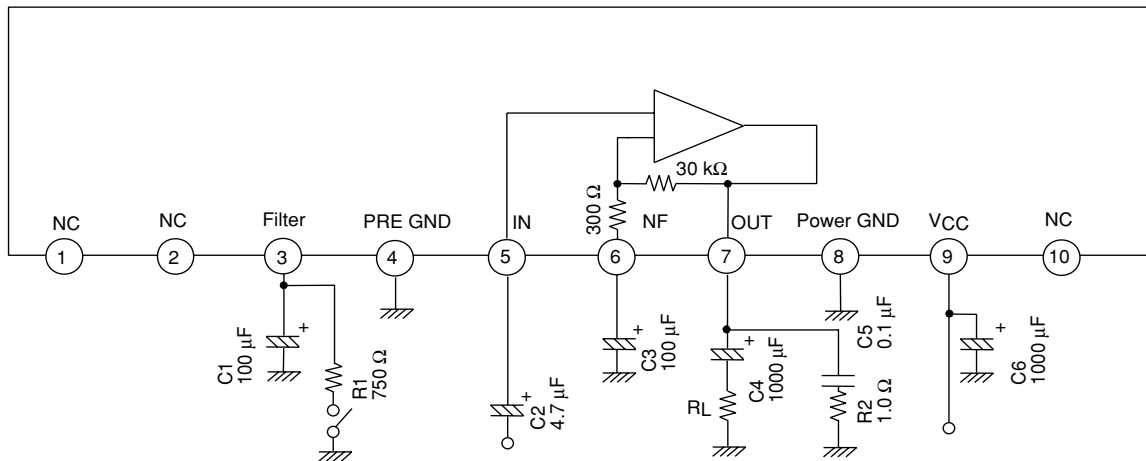 30 kΩ
300 Ω
NC
NC
Filter
PRE GND
IN
NF
OUT
Power GND
VCC
NC
1
2
3
4
5
6
7
8
9
10
+
C1
100 μF
R1
750 Ω
+
C2
4.7 μF
+
C3
100 μF
+
C4
1000 μF
RL
C5
0.1 μF
R2
1.0 Ω
+
C6
1000 μF